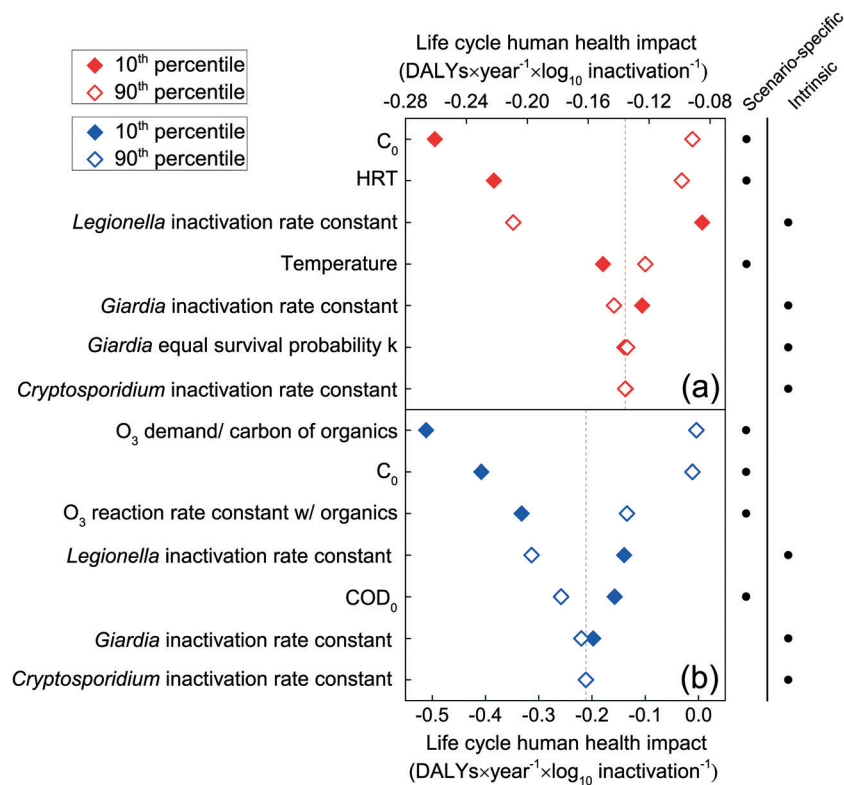 Life cycle human health impact
(DALYs×year⁻¹×log₁₀ inactivation⁻¹)
10th percentile
90th percentile
10th percentile
90th percentile
-0.28 -0.24 -0.20 -0.16 -0.12 -0.08
Scenario-specific
Intrinsic
C₀
HRT
Legionella inactivation rate constant
Temperature
Giardia inactivation rate constant
Giardia equal survival probability k
Cryptosporidium inactivation rate constant
(a)
O₃ demand/ carbon of organics
C₀
O₃ reaction rate constant w/ organics
Legionella inactivation rate constant
COD₀
Giardia inactivation rate constant
Cryptosporidium inactivation rate constant
(b)
-0.5 -0.4 -0.3 -0.2 -0.1 0.0
Life cycle human health impact
(DALYs×year⁻¹×log₁₀ inactivation⁻¹)